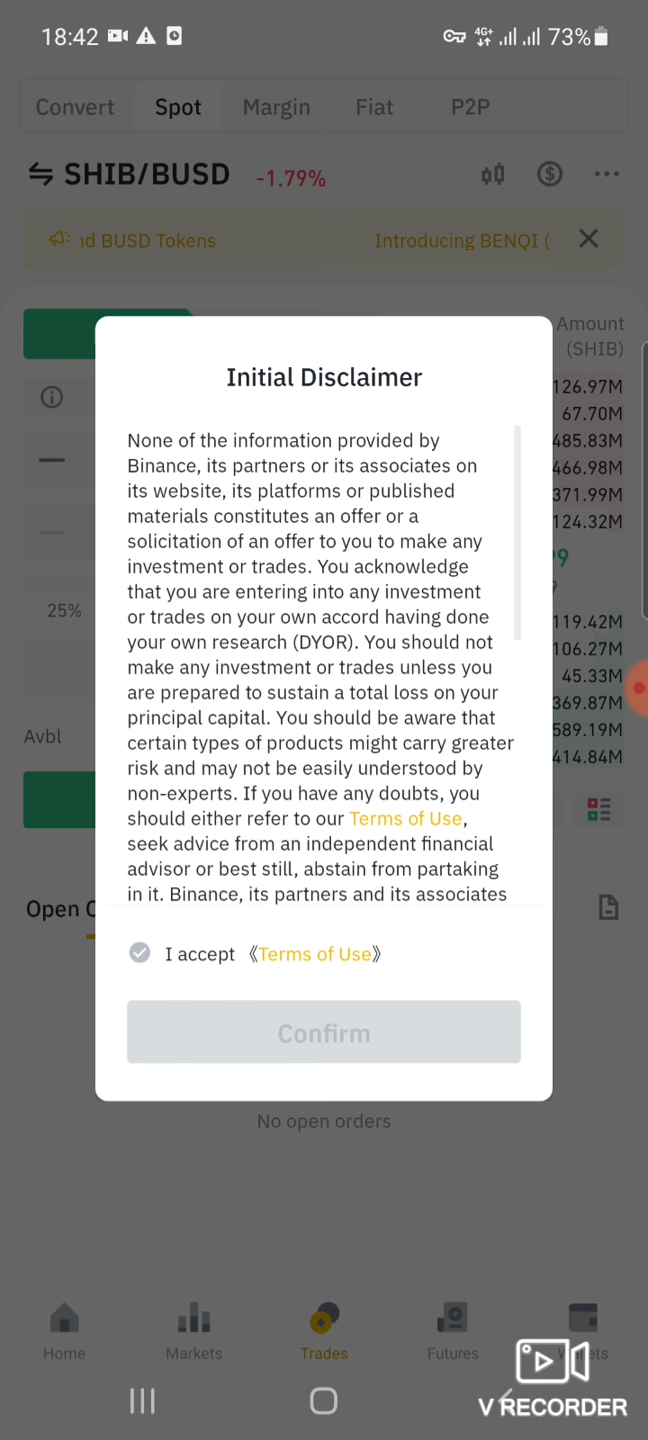 18:42 4G+ 73%
Convert Spot Margin Fiat P2P
SHIB/BUSD -1.79%
nd BUSD Tokens Introducing BENQI (
Amount
(SHIB)
Initial Disclaimer
None of the information provided by
Binance, its partners or its associates on
its website, its platforms or published
materials constitutes an offer or a
solicitation of an offer to you to make any
investment or trades. You acknowledge
that you are entering into any investment
or trades on your own accord having done
your own research (DYOR). You should not
make any investment or trades unless you
are prepared to sustain a total loss on your
principal capital. You should be aware that
certain types of products might carry greater
risk and may not be easily understood by
non-experts. If you have any doubts, you
should either refer to our Terms of Use,
seek advice from an independent financial
advisor or best still, abstain from partaking
in it. Binance, its partners and its associates
I accept 《Terms of Use》
Confirm
126.97M
67.70M
485.83M
466.98M
371.99M
124.32M
9
9
119.42M
106.27M
45.33M
369.87M
589.19M
414.84M
25%
Avbl
Open O
No open orders
Home Markets Trades Futures Wallets
V RECORDER